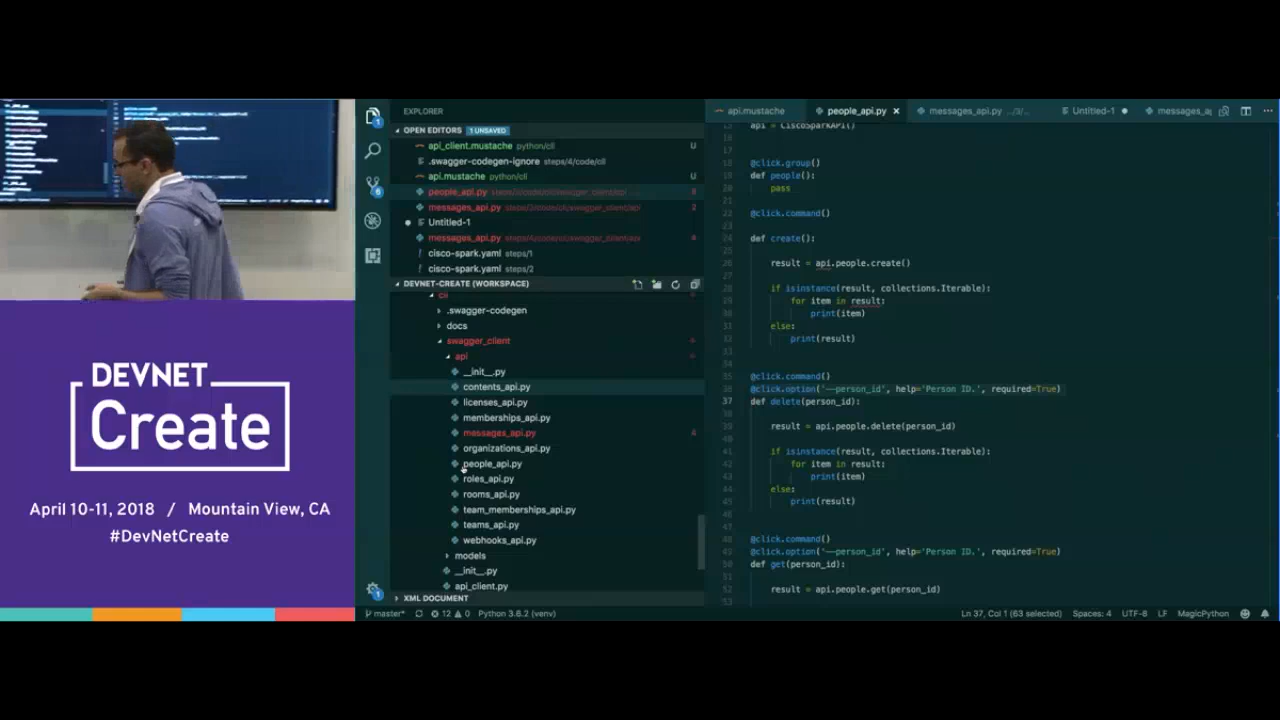 DEVNET
Create
April 10-11, 2018 / Mountain View, CA
#DevNetCreate
EXPLORER
OPEN EDITORS 1 UNSAVED
api_client.mustache python/cli U
.swagger-codegen-ignore steps/4/code/cli
api.mustache python/cli U
people_api.py
messages_api.py
Untitled-1
messages_api.py
cisco-spark.yaml steps/1
cisco-spark.yaml steps/2
DEVNET-CREATE (WORKSPACE)
cli
.swagger-codegen
docs
swagger_client
api
__init__.py
contents_api.py
licenses_api.py
memberships_api.py
messages_api.py 4
organizations_api.py
people_api.py
roles_api.py
rooms_api.py
team_memberships_api.py
teams_api.py
webhooks_api.py
models
__init__.py
api_client.py
XML DOCUMENT
api.mustache people_api.py messages_api.py Untitled-1 messages_a
api = CiscoSparkAPI()
@click.group()
def people():
pass
@click.command()
def create():
result = api.people.create()
if isinstance(result, collections.Iterable):
for item in result:
print(item)
else:
print(result)
@click.command()
@click.option('--person_id', help='Person ID.', required=True)
37 def delete(person_id):
result = api.people.delete(person_id)
if isinstance(result, collections.Iterable):
for item in result:
print(item)
else:
print(result)
@click.command()
@click.option('--person_id', help='Person ID.', required=True)
def get(person_id):
result = api.people.get(person_id)
master* 12 0 Python 3.6.2 (venv) Ln 37, Col 1 (63 selected) Spaces: 4 UTF-8 LF MagicPython